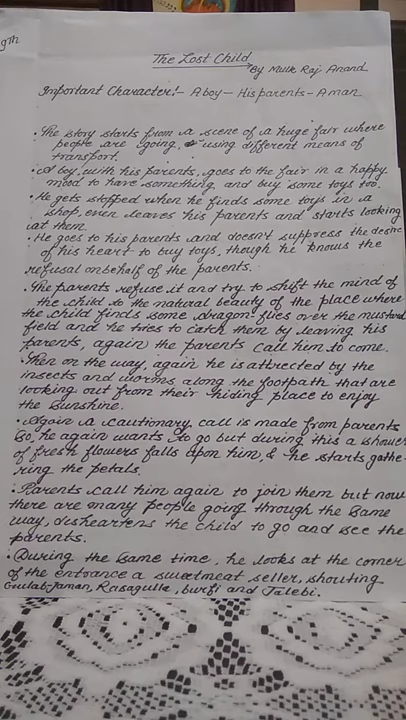 9th
The Lost Child
By Mulk Raj Anand
Important Character:- A boy- His parents- A man
• The story starts from a scene of a huge fair where
people are going, using different means of
transport.
• A boy, with his parents, goes to the fair in a happy
mood to have something, and buy some toys too.
• He gets stopped when he finds some toys in a
shop, even leaves his parents and starts looking
at them.
• He goes to his parents and doesn't suppress the desire
of his heart to buy toys, though he knows the
refusal onbehalf of the parents.
• The parents refuse it and try to shift the mind of
the child to the natural beauty of the place where
the child finds some dragon flies over the mustard
field and he tries to catch them by leaving his
parents, again the parents call him to come.
• Then on the way, again he is attrected by the
insects and worms along the footpath that are
looking out from their hiding place to enjoy
the sunshine.
• Again a cautionary call is made from parents
so, he again wants to go but during this a shower
of fresh flowers falls upon him, & he starts gathe-
ring the petals.
• Parents call him again to join them but now
there are many people going through the same
way, disheartens the child to go and see the
parents.
• During the same time, he looks at the corner
of the entrance a sweetmeat seller, shouting
Gulab-Jaman, Rasagulla, burfi and Jalebi.